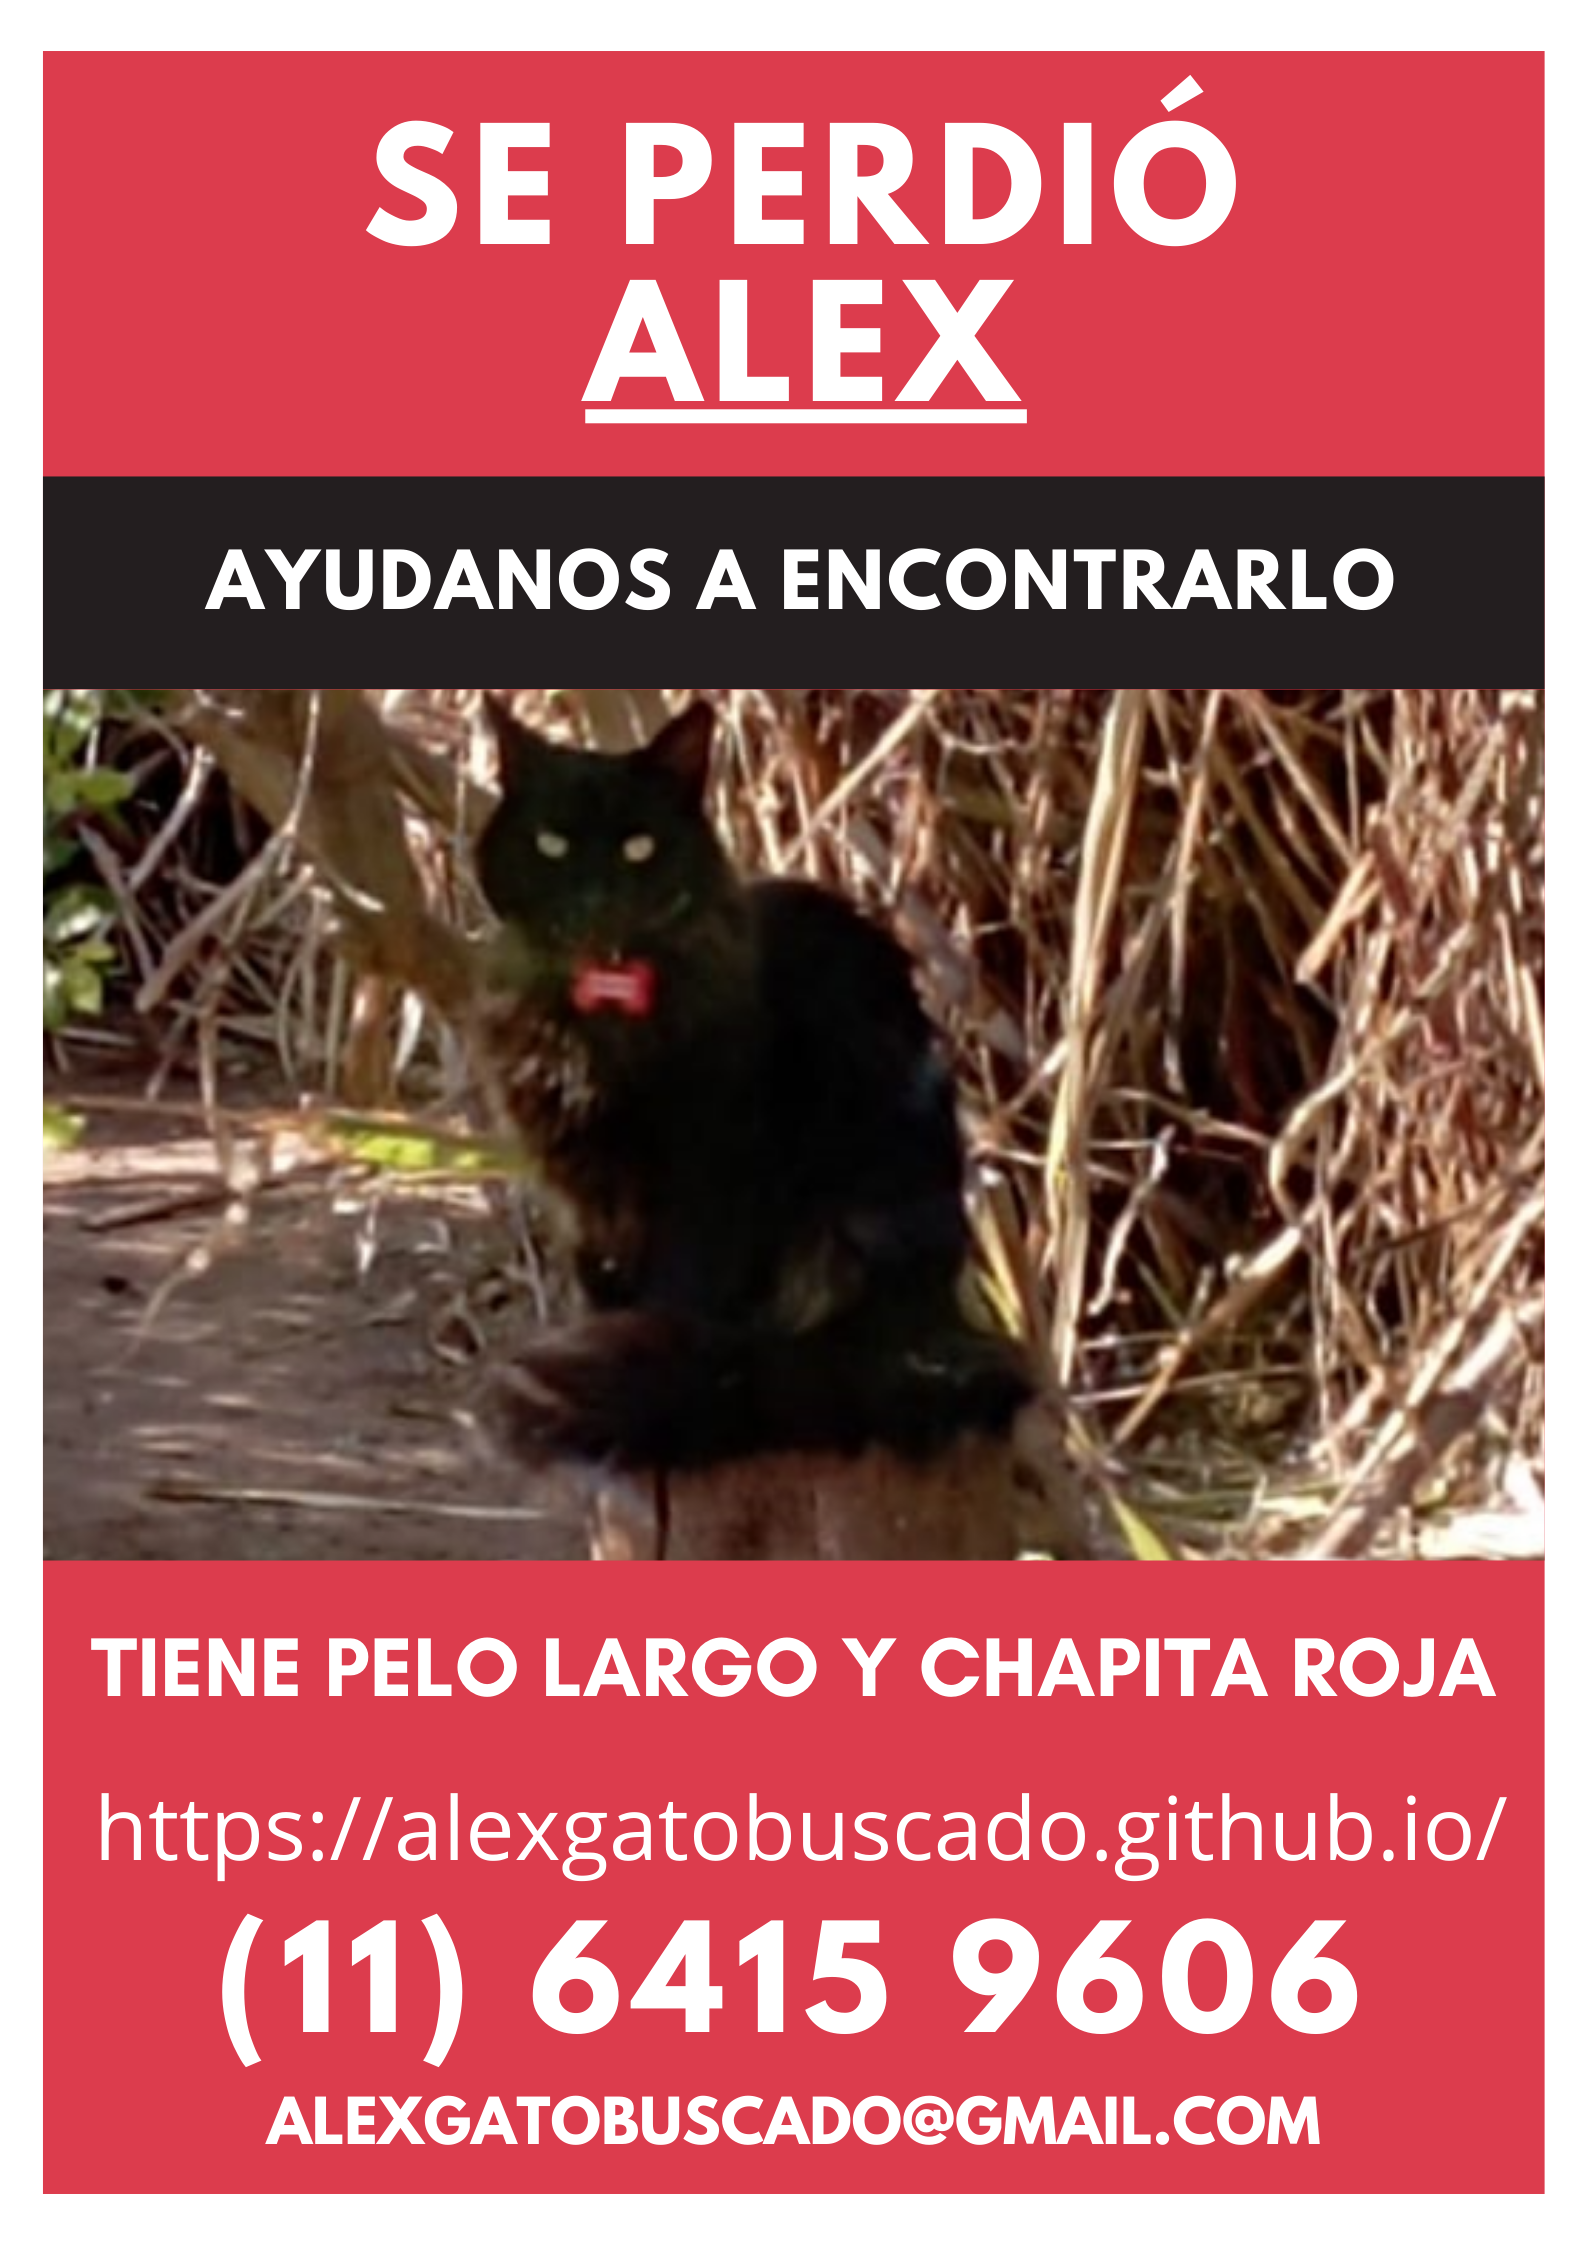 SE PERDIÓ
ALEX
AYUDANOS A ENCONTRARLO
TIENE PELO LARGO Y CHAPITA ROJA
https://alexgatobuscado.github.io/
(11) 6415 9606
ALEXGATOBUSCADO@GMAIL.COM